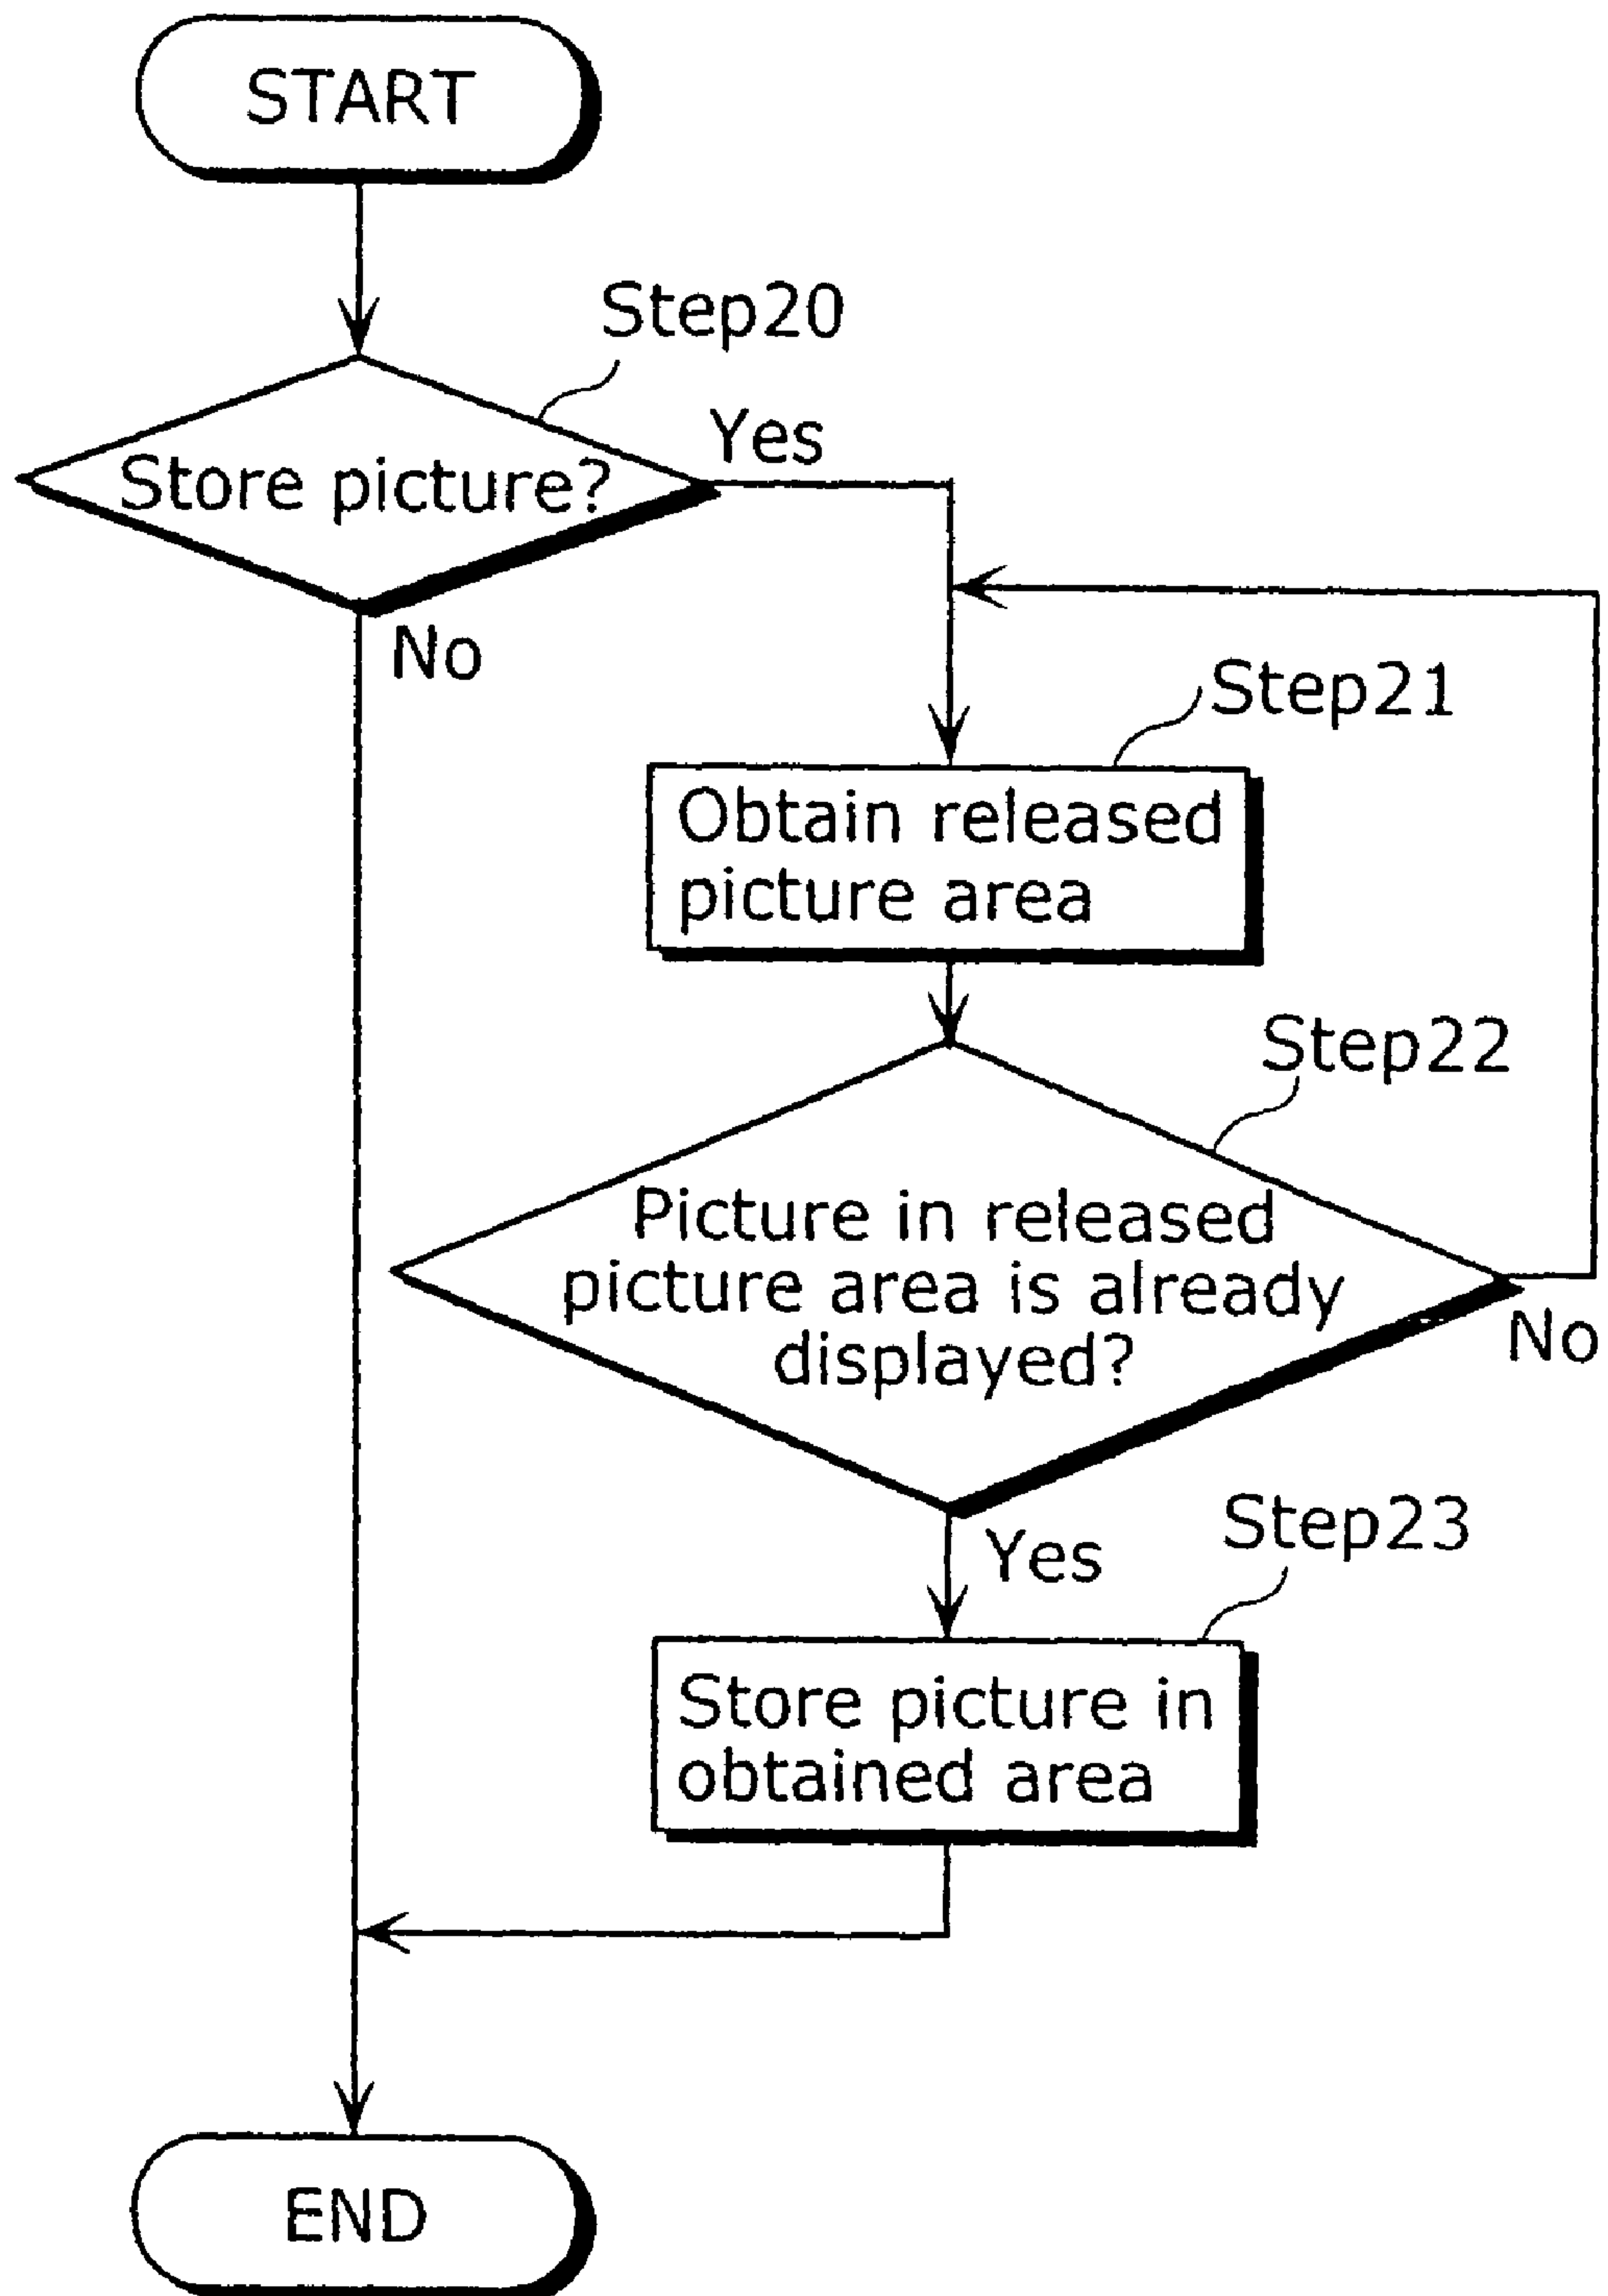 START
Step20
Yes
Store picture?
No
Step21
Obtain released
picture area
Step22
Picture in released
picture area is already
displayed?
No
Yes
Step23
Store picture in
obtained area
END